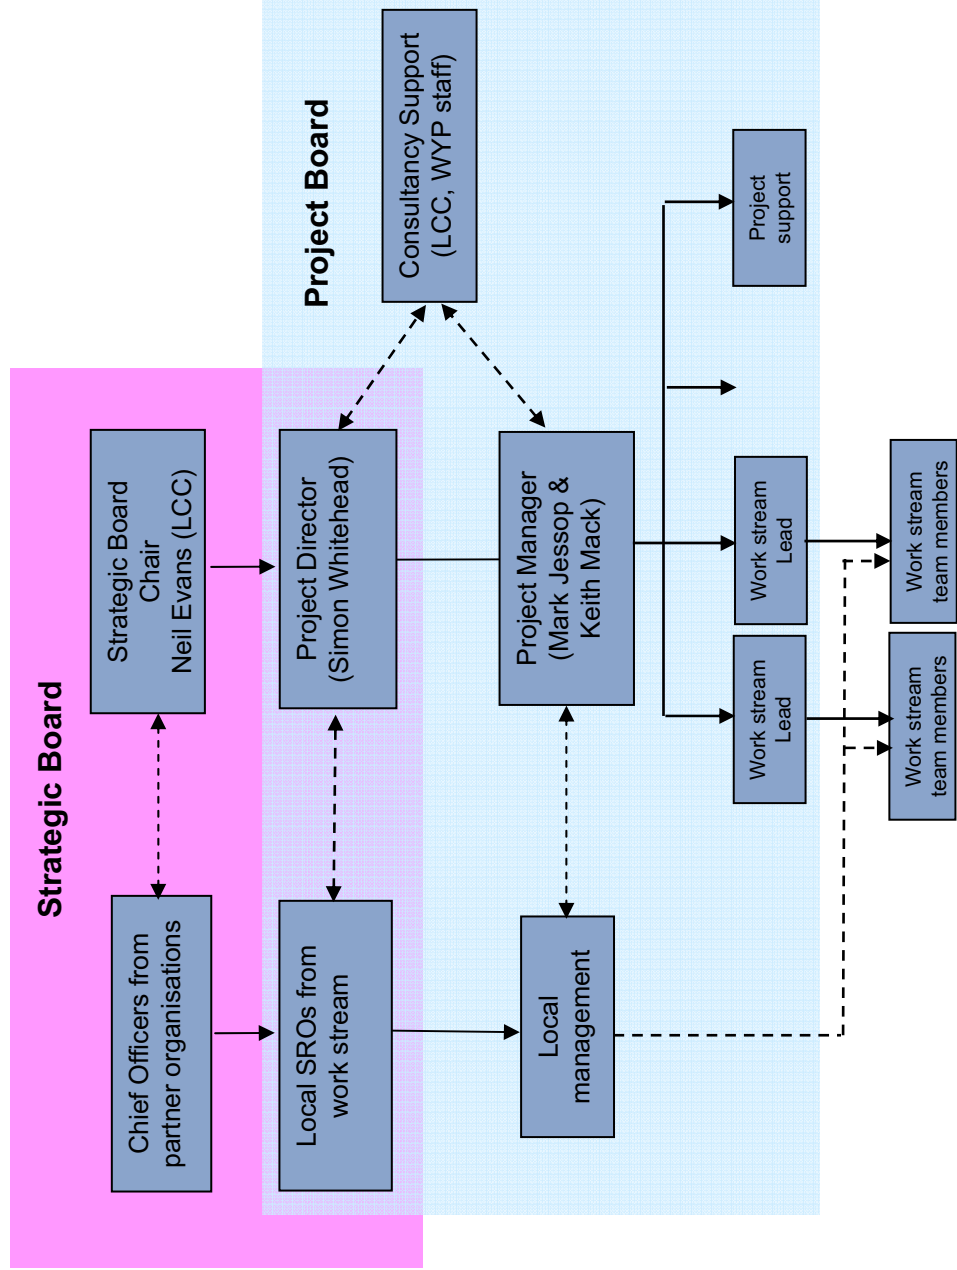 Strategic Board
Project Board
Chief Officers from
partner organisations
Strategic Board
Chair
Neil Evans (LCC)
Local SROs from
work stream
Project Director
(Simon Whitehead)
Consultancy Support
(LCC, WYP staff)
Local
management
Project Manager
(Mark Jessop &
Keith Mack)
Work stream
Lead
Work stream
Lead
Project
support
Work stream
team members
Work stream
team members